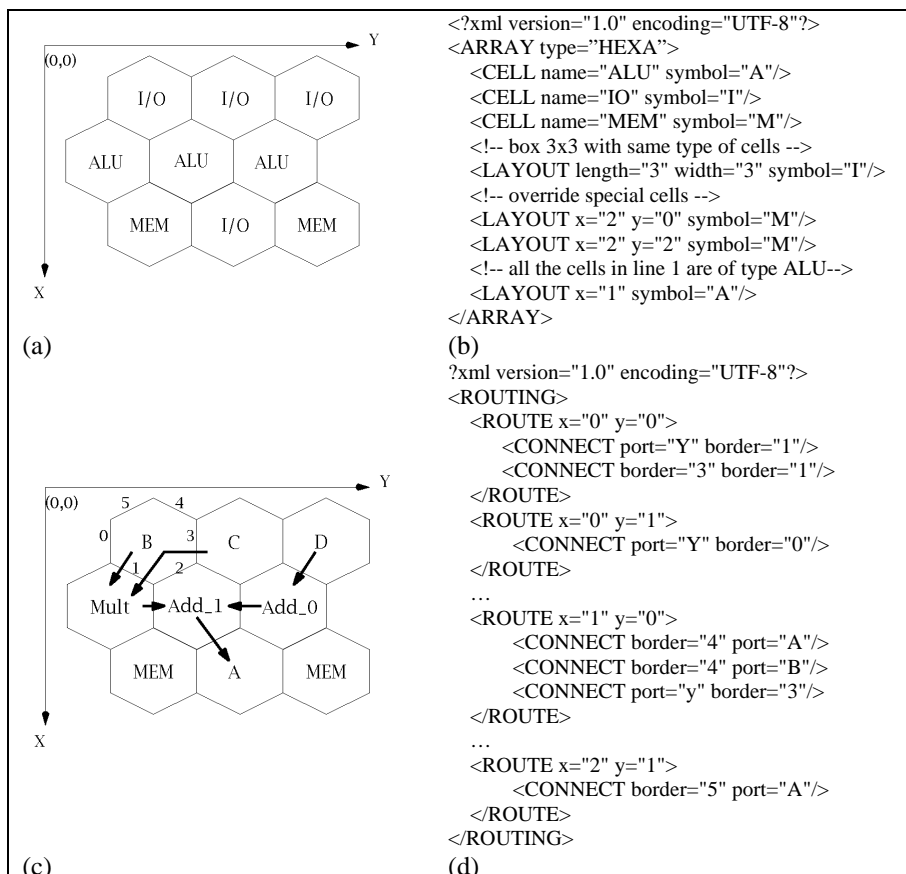 Y
(0,0)
I/O I/O I/O
ALU ALU ALU
MEM I/O MEM
X
(a)
<?xml version="1.0" encoding="UTF-8"?>
<ARRAY type=”HEXA”>
<CELL name="ALU" symbol="A"/>
<CELL name="IO" symbol="I"/>
<CELL name="MEM" symbol="M"/>
<!-- box 3x3 with same type of cells -->
<LAYOUT length="3" width="3" symbol="I"/>
<!-- override special cells -->
<LAYOUT x="2" y="0" symbol="M"/>
<LAYOUT x="2" y="2" symbol="M"/>
<!-- all the cells in line 1 are of type ALU-->
<LAYOUT x="1" symbol="A"/>
</ARRAY>
(b)
Y
(0,0)
5 4
0 B 3 C D
1 2
Mult Add_1 Add_0
MEM A MEM
X
(c)
?xml version="1.0" encoding="UTF-8"?>
<ROUTING>
<ROUTE x="0" y="0">
<CONNECT port="Y" border="1"/>
<CONNECT border="3" border="1"/>
</ROUTE>
<ROUTE x="0" y="1">
<CONNECT port="Y" border="0"/>
</ROUTE>
…
<ROUTE x="1" y="0">
<CONNECT border="4" port="A"/>
<CONNECT border="4" port="B"/>
<CONNECT port="y" border="3"/>
</ROUTE>
…
<ROUTE x="2" y="1">
<CONNECT border="5" port="A"/>
</ROUTE>
</ROUTING>
(d)